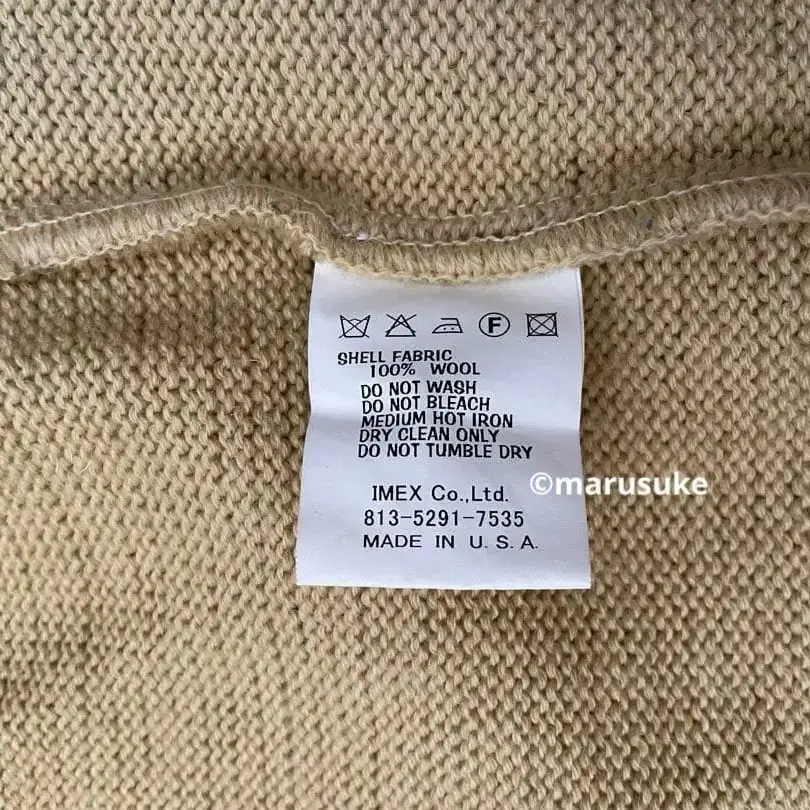 F
SHELL FABRIC
100% WOOL
DO NOT WASH
DO NOT BLEACH
MEDIUM HOT IRON
DRY CLEAN ONLY
DO NOT TUMBLE DRY
IMEX Co.,Ltd.
©marusuke
813-5291-7535
MADE IN U.S.A.